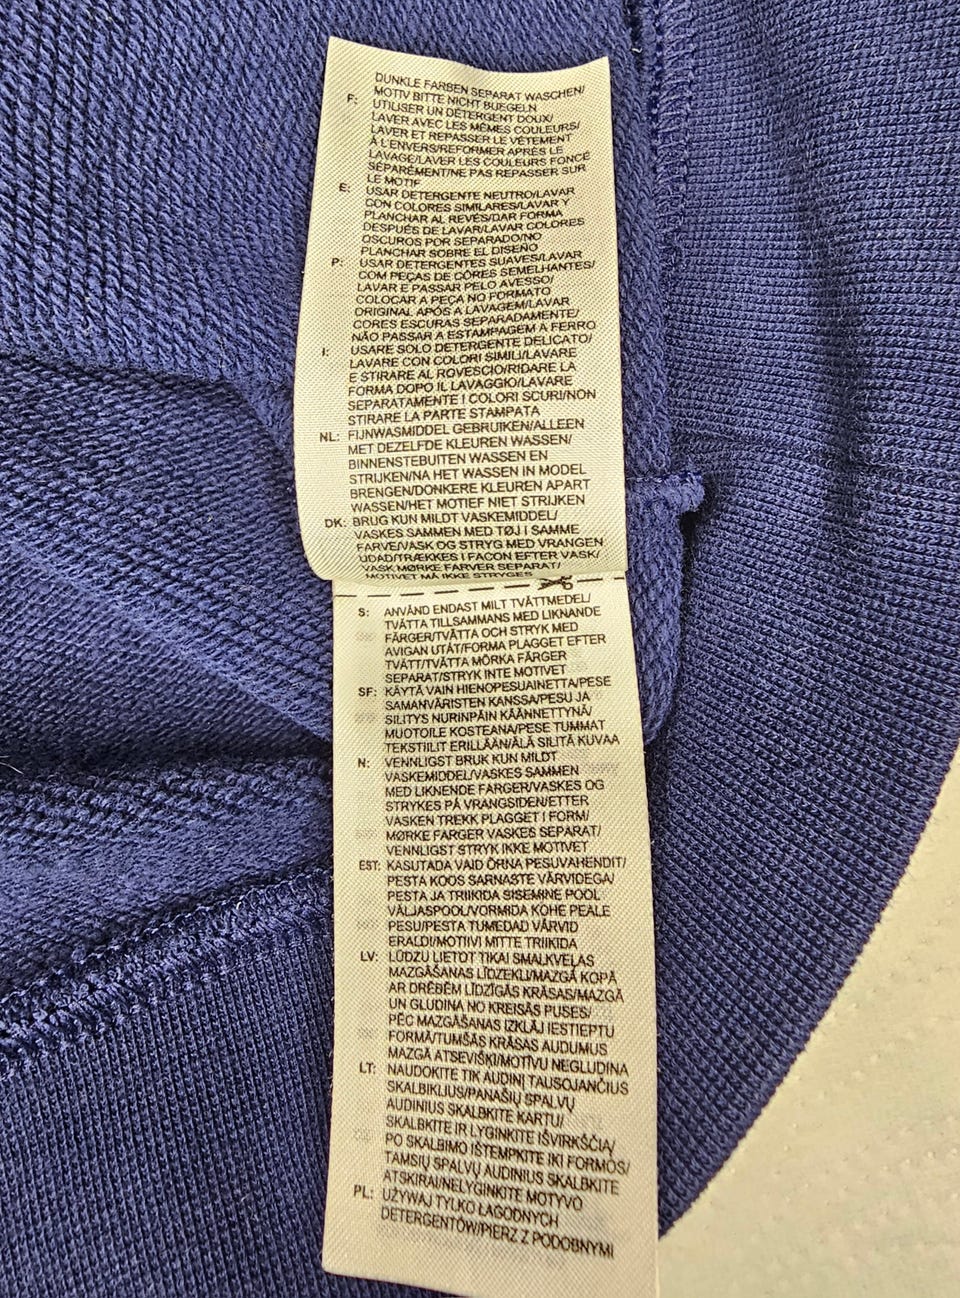 DUNKLE FARBEN SEPARAT WASCHEN/
MOTIV BITTE NICHT BUEGELN
F: UTILISER UN DETERGENT DOUX/
LAVER AVEC LES MÊMES COULEURS/
LAVER ET REPASSER LE VÊTEMENT
À L'ENVERS/REFORMER APRÈS LE
LAVAGE/LAVER LES COULEURS FONCÉ
SÉPARÉMENT/NE PAS REPASSER SUR
LE MOTIF
E: USAR DETERGENTE NEUTRO/LAVAR
CON COLORES SIMILARES/LAVAR Y
PLANCHAR AL REVÉS/DAR FORMA
DESPUÉS DE LAVAR/LAVAR COLORES
OSCUROS POR SEPARADO/NO
PLANCHAR SOBRE EL DISEÑO
P: USAR DETERGENTES SUAVES/LAVAR
COM PEÇAS DE CÔRES SEMELHANTES/
LAVAR E PASSAR PELO AVESSO/
COLOCAR A PEÇA NO FORMATO
ORIGINAL APÓS A LAVAGEM/LAVAR
CORES ESCURAS SEPARADAMENTE/
NÃO PASSAR A ESTAMPAGEM A FERRO
I: USARE SOLO DETERGENTE DELICATO/
LAVARE CON COLORI SIMILI/LAVARE
E STIRARE AL ROVESCIO/RIDARE LA
FORMA DOPO IL LAVAGGIO/LAVARE
SEPARATAMENTE I COLORI SCURI/NON
STIRARE LA PARTE STAMPATA
NL: FIJNWASMIDDEL GEBRUIKEN/ALLEEN
MET DEZELFDE KLEUREN WASSEN/
BINNENSTEBUITEN WASSEN EN
STRIJKEN/NA HET WASSEN IN MODEL
BRENGEN/DONKERE KLEUREN APART
WASSEN/HET MOTIEF NIET STRIJKEN
DK: BRUG KUN MILDT VASKEMIDDEL/
VASKES SAMMEN MED TØJ I SAMME
FARVE/VASK OG STRYG MED VRANGEN
UDAD/TRÆKKES I FACON EFTER VASK/
VASK MØRKE FARVER SEPARAT/
MOTIVET MÅ IKKE STRYGES
S: ANVÄND ENDAST MILT TVÄTTMEDEL/
TVÄTTA TILLSAMMANS MED LIKNANDE
FÄRGER/TVÄTTA OCH STRYK MED
AVIGAN UTÅT/FORMA PLAGGET EFTER
TVÄTT/TVÄTTA MÖRKA FÄRGER
SEPARAT/STRYK INTE MOTIVET
SF: KÄYTÄ VAIN HIENOPESUAINETTA/PESE
SAMANVÄRISTEN KANSSA/PESU JA
SILITYS NURINPÄIN KÄÄNNETTYNÄ/
MUOTOILE KOSTEANA/PESE TUMMAT
TEKSTIILIT ERILLÄÄN/ÄLÄ SILITÄ KUVAA
N: VENNLIGST BRUK KUN MILDT
VASKEMIDDEL/VASKES SAMMEN
MED LIKNENDE FARGER/VASKES OG
STRYKES PÅ VRANGSIDEN/ETTER
VASKEN TREKK PLAGGET I FORM/
MØRKE FARGER VASKES SEPARAT/
VENNLIGST STRYK IKKE MOTIVET
EST: KASUTADA VAID ÕRNA PESUVAHENDIT/
PESTA KOOS SARNASTE VÄRVIDEGA/
PESTA JA TRIIKIDA SISEMINE POOL
VÄLJASPOOL/VORMIDA KOHE PEALE
PESU/PESTA TUMEDAD VÄRVID
ERALDI/MOTIIVI MITTE TRIIKIDA
LV: LŪDZU LIETOT TIKAI SMALKVEĻAS
MAZGĀŠANAS LĪDZEKLI/MAZGĀ KOPĀ
AR DRĒBĒM LĪDZĪGĀS KRĀSAS/MAZGĀ
UN GLUDINA NO KREISĀS PUSES/
PĒC MAZGĀŠANAS IZKLĀJ IESTIEPTU
FORMĀ/TUMŠĀS KRĀSAS AUDUMUS
MAZGĀ ATSEVIŠĶI/MOTĪVU NEGLUDINA
LT: NAUDOKITE TIK AUDINĮ TAUSOJANČIUS
SKALBIKLIUS/PANAŠIŲ SPALVŲ
AUDINIUS SKALBKITE KARTU/
SKALBKITE IR LYGINKITE IŠVIRKŠČIĄ/
PO SKALBIMO IŠTEMPKITE IKI FORMOS/
TAMSIŲ SPALVŲ AUDINIUS SKALBKITE
ATSKIRAI/NELYGINKITE MOTYVO
PL: UŻYWAJ TYLKO ŁAGODNYCH
DETERGENTÓW/PIERZ Z PODOBNYMI